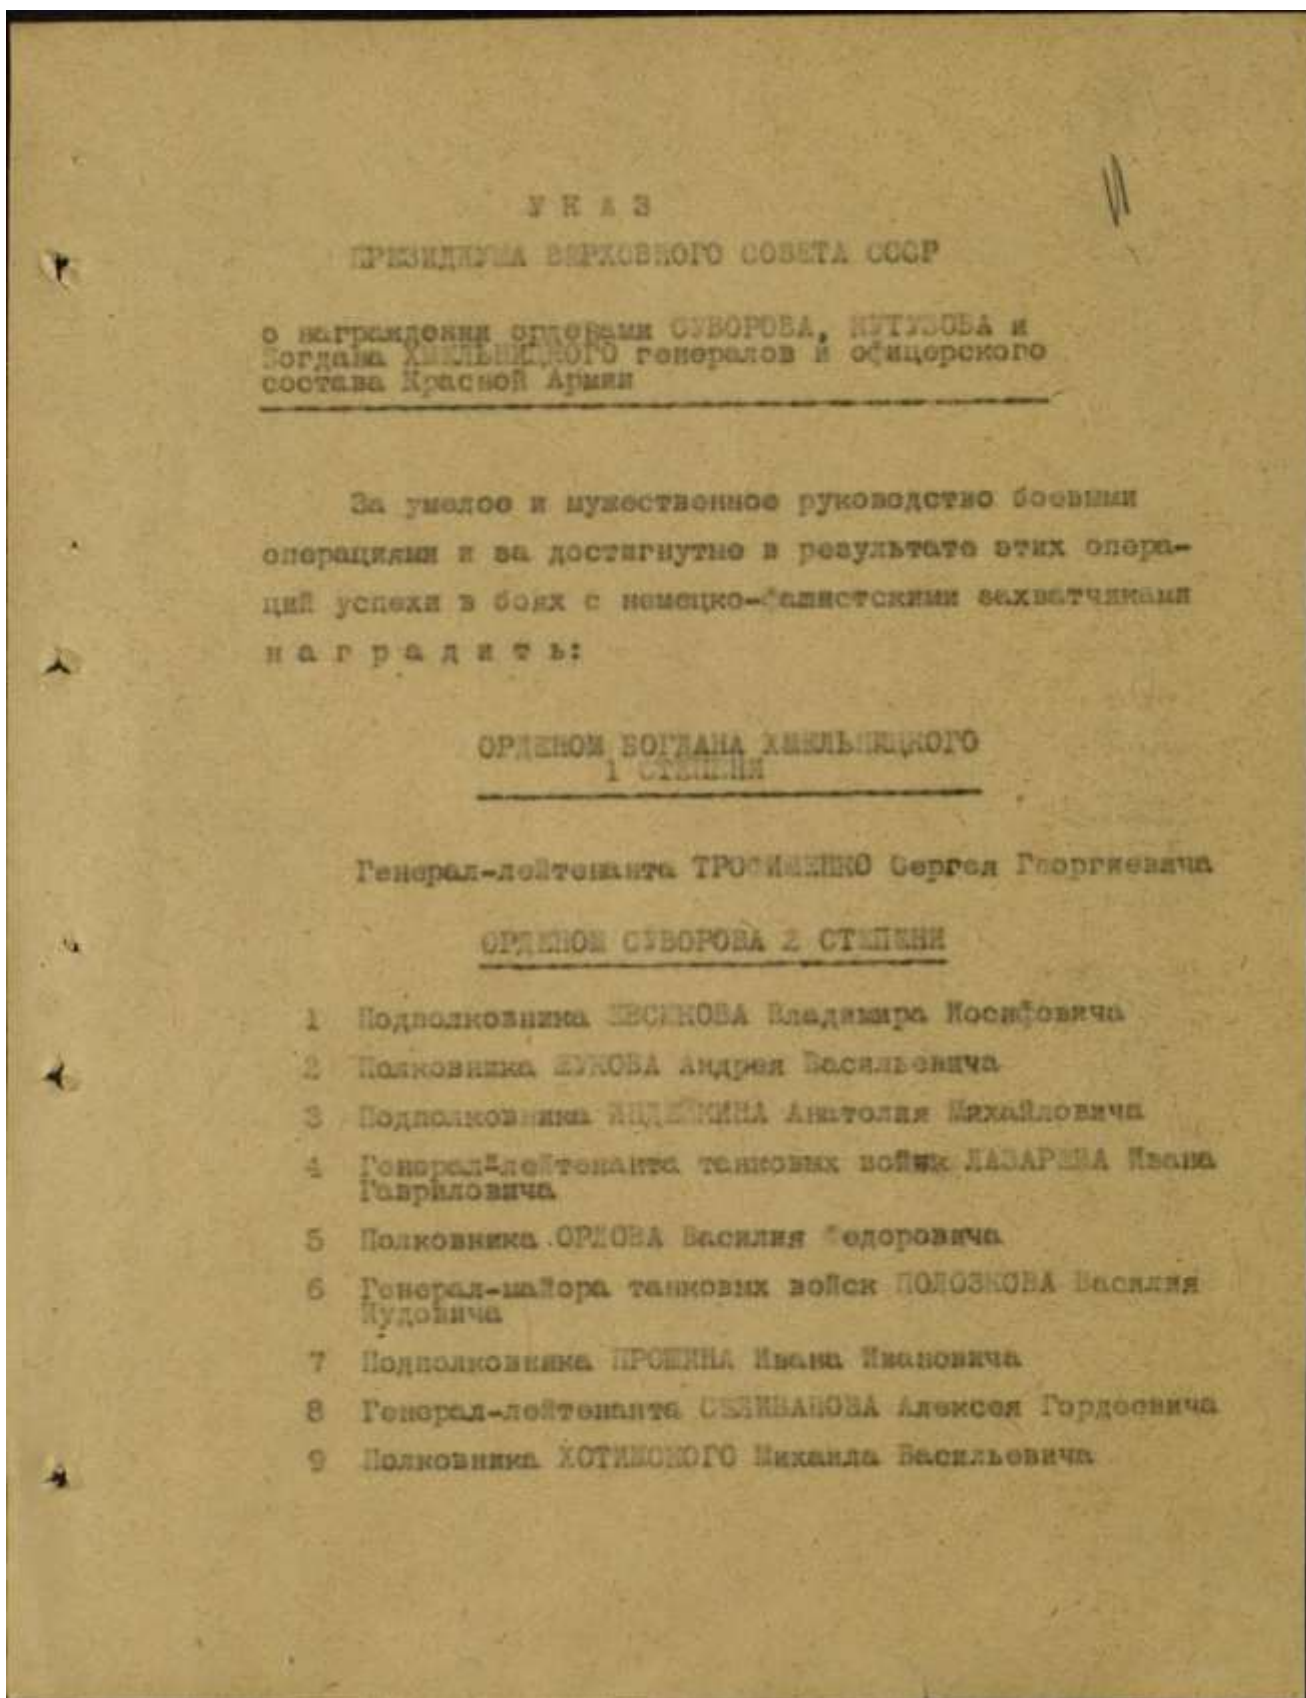 У К А З
ПРЕЗИДИУМА ВЕРХОВНОГО СОВЕТА СССР
о награждении орденами СУВОРОВА, КУТУЗОВА и
Богдана ХМЕЛЬНИЦКОГО генералов и офицерского
состава Красной Армии
За умелое и мужественное руководство боевыми
операциями и за достигнутые в результате этих опера-
ций успехи в боях с немецко-фашистскими захватчиками
н а г р а д и т ь:
ОРДЕНОМ БОГДАНА ХМЕЛЬНИЦКОГО
1 СТЕПЕНИ
Генерал-лейтенанта ТРОФИМЕНКО Сергея Георгиевича
ОРДЕНОМ СУВОРОВА 2 СТЕПЕНИ
1 Подполковника Владимира Иосифовича
2 Полковника ЖУКОВА Андрея Васильевича
3 Подполковника ИНДЕЙКИНА Анатолия Михайловича
4 Генерал-лейтенанта танковых войск ЛАЗАРЕВА Ивана
Гавриловича
5 Полковника ОРЛОВА Василия Федоровича
6 Генерал-майора танковых войск ПОЛОЗКОВА Василия
Иудовича
7 Подполковника ПРОШИНА Ивана Ивановича
8 Генерал-лейтенанта СЕЛИВАНОВА Алексея Гордеевича
9 Полковника ХОТИМСКОГО Михаила Васильевича